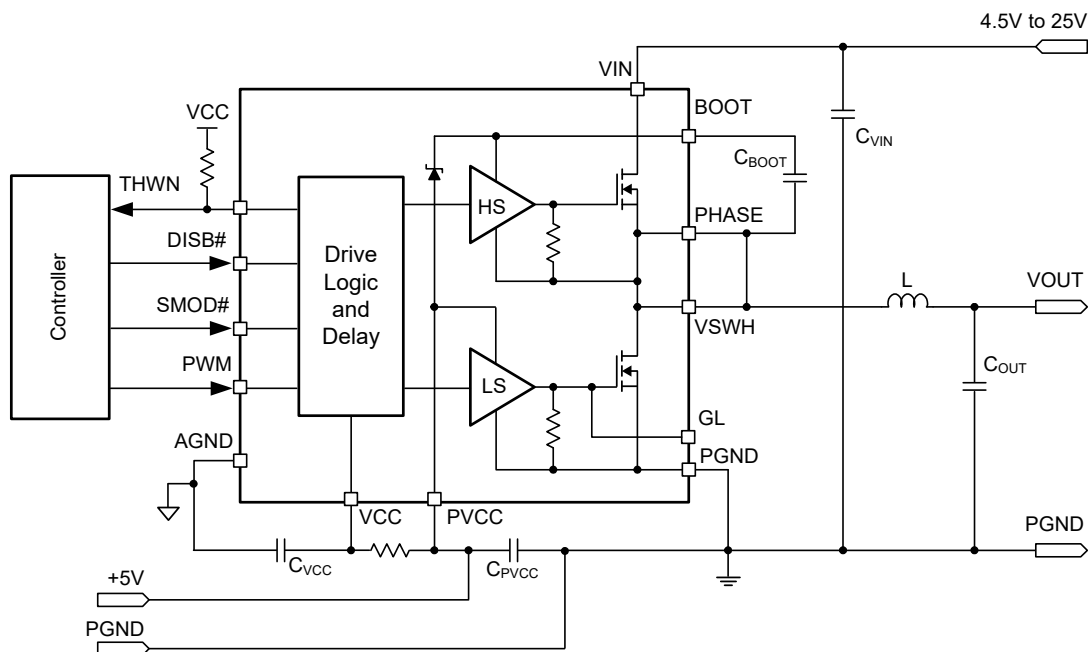 4.5V to 25V
VIN
BOOT
VCC
CVIN
CBOOT
THWN
HS
PHASE
DISB#
Controller
Drive
Logic
and
Delay
L
VOUT
SMOD#
VSWH
PWM
LS
COUT
GL
AGND
PGND
VCC
PVCC
PGND
CVCC
CPVCC
+5V
PGND